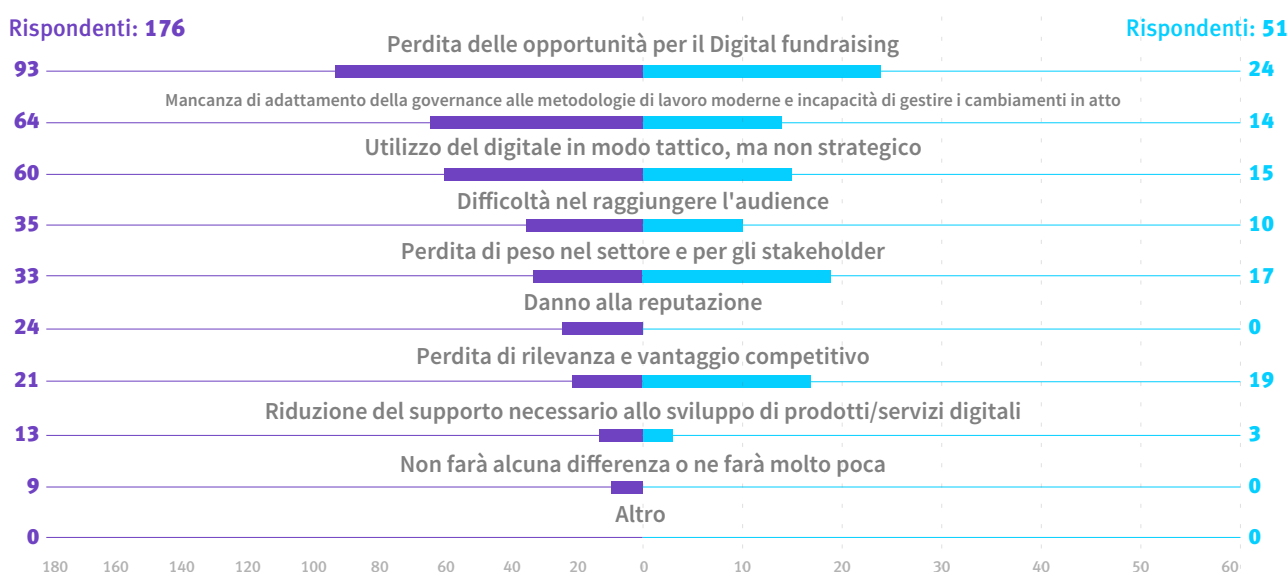 Rispondenti: 176 Rispondenti: 51
Perdita delle opportunità per il Digital fundraising
93 24
Mancanza di adattamento della governance alle metodologie di lavoro moderne e incapacità di gestire i cambiamenti in atto
64 14
Utilizzo del digitale in modo tattico, ma non strategico
60 15
Difficoltà nel raggiungere l'audience
35 10
Perdita di peso nel settore e per gli stakeholder
33 17
Danno alla reputazione
24 0
Perdita di rilevanza e vantaggio competitivo
21 19
Riduzione del supporto necessario allo sviluppo di prodotti/servizi digitali
13 3
Non farà alcuna differenza o ne farà molto poca
9 0
Altro
0 0
180 160 140 120 100 80 60 40 20 0 10 20 30 40 50 60